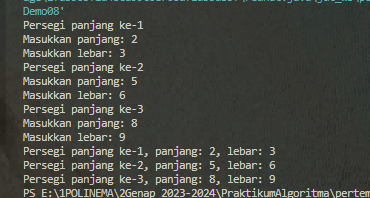 Demo08'
Persegi panjang ke-1
Masukkan panjang: 2
Masukkan lebar: 3
Persegi panjang ke-2
Masukkan panjang: 5
Masukkan lebar: 6
Persegi panjang ke-3
Masukkan panjang: 8
Masukkan lebar: 9
Persegi panjang ke-1, panjang: 2, lebar: 3
Persegi panjang ke-2, panjang: 5, lebar: 6
Persegi panjang ke-3, panjang: 8, lebar: 9
PS E:\1POLINEMA\2Genap 2023-2024\PraktikumAlgoritma\pertem